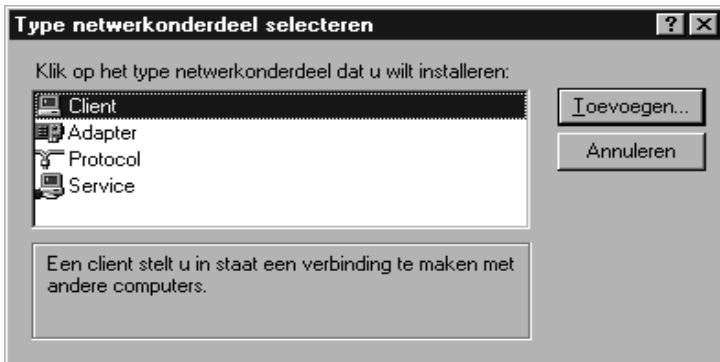 Type netwerkonderdeel selecteren
Klik op het type netwerkonderdeel dat u wilt installeren:
Client
Adapter
Protocol
Service
Toevoegen...
Annuleren
Een client stelt u in staat een verbinding te maken met
andere computers.